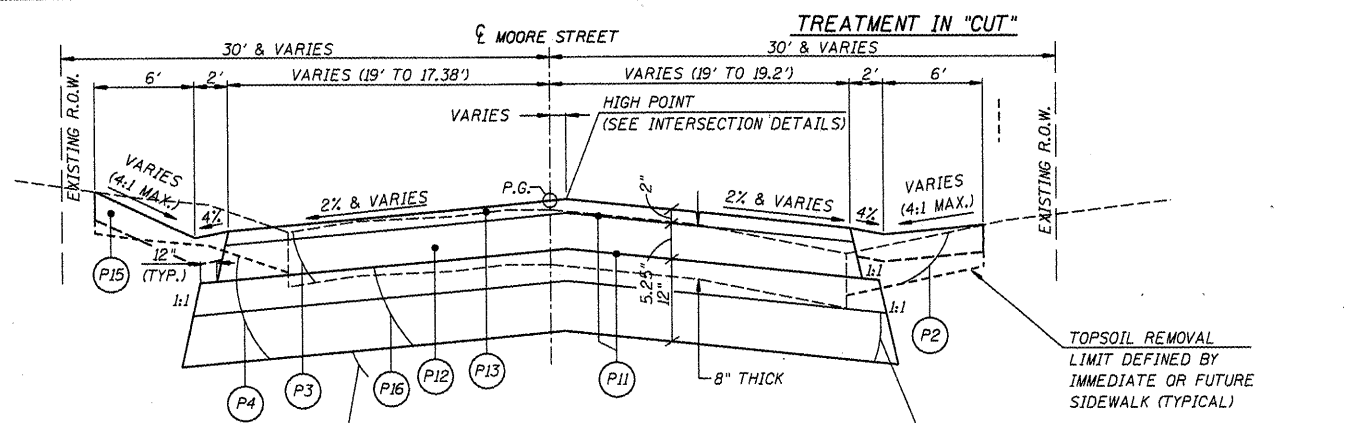 TREATMENT IN "CUT"
℄ MOORE STREET
30' & VARIES
30' & VARIES
6'
2'
VARIES (19' TO 17.38')
VARIES (19' TO 19.2')
2'
6'
VARIES
HIGH POINT
(SEE INTERSECTION DETAILS)
EXISTING R.O.W.
EXISTING R.O.W.
VARIES
(4:1 MAX.)
4%
2% & VARIES
P.G.
2"
2% & VARIES
4%
VARIES
(4:1 MAX.)
P15
12"
(TYP.)
1:1
5.25"
12"
1:1
1:1
P2
P4
P3
P16
P12
P13
P11
8" THICK
TOPSOIL REMOVAL
LIMIT DEFINED BY
IMMEDIATE OR FUTURE
SIDEWALK (TYPICAL)